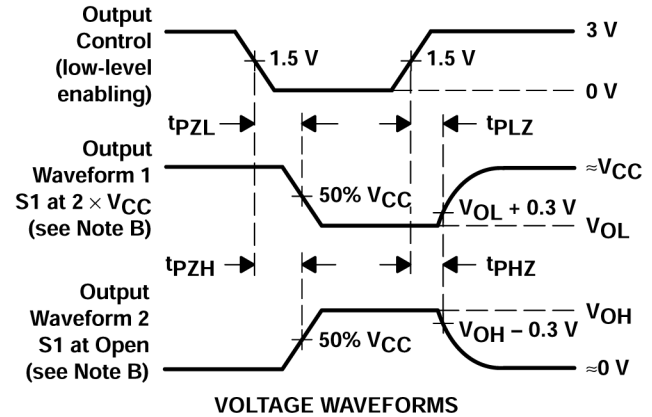 Output
Control
(low-level
enabling)
1.5 V
1.5 V
3 V
0 V
tPZL
tPLZ
Output
Waveform 1
S1 at 2 × VCC
(see Note B)
50% VCC
VOL + 0.3 V
≈VCC
VOL
tPZH
tPHZ
Output
Waveform 2
S1 at Open
(see Note B)
50% VCC
VOH − 0.3 V
VOH
≈0 V
VOLTAGE WAVEFORMS